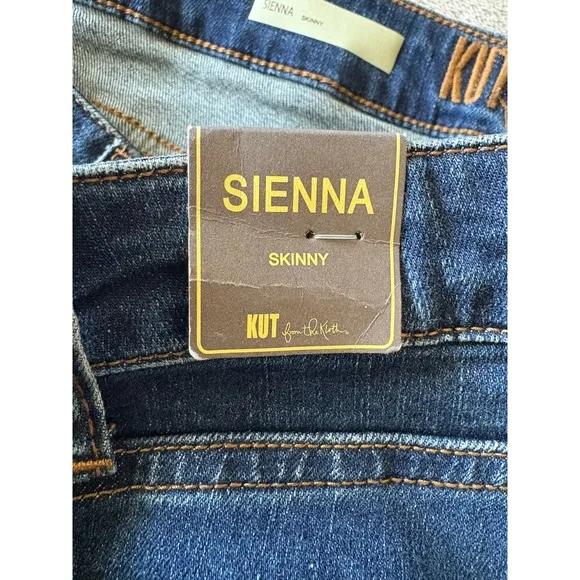 SIENNA SKINNY
KUT
SIENNA
SKINNY
KUT from the Kloth